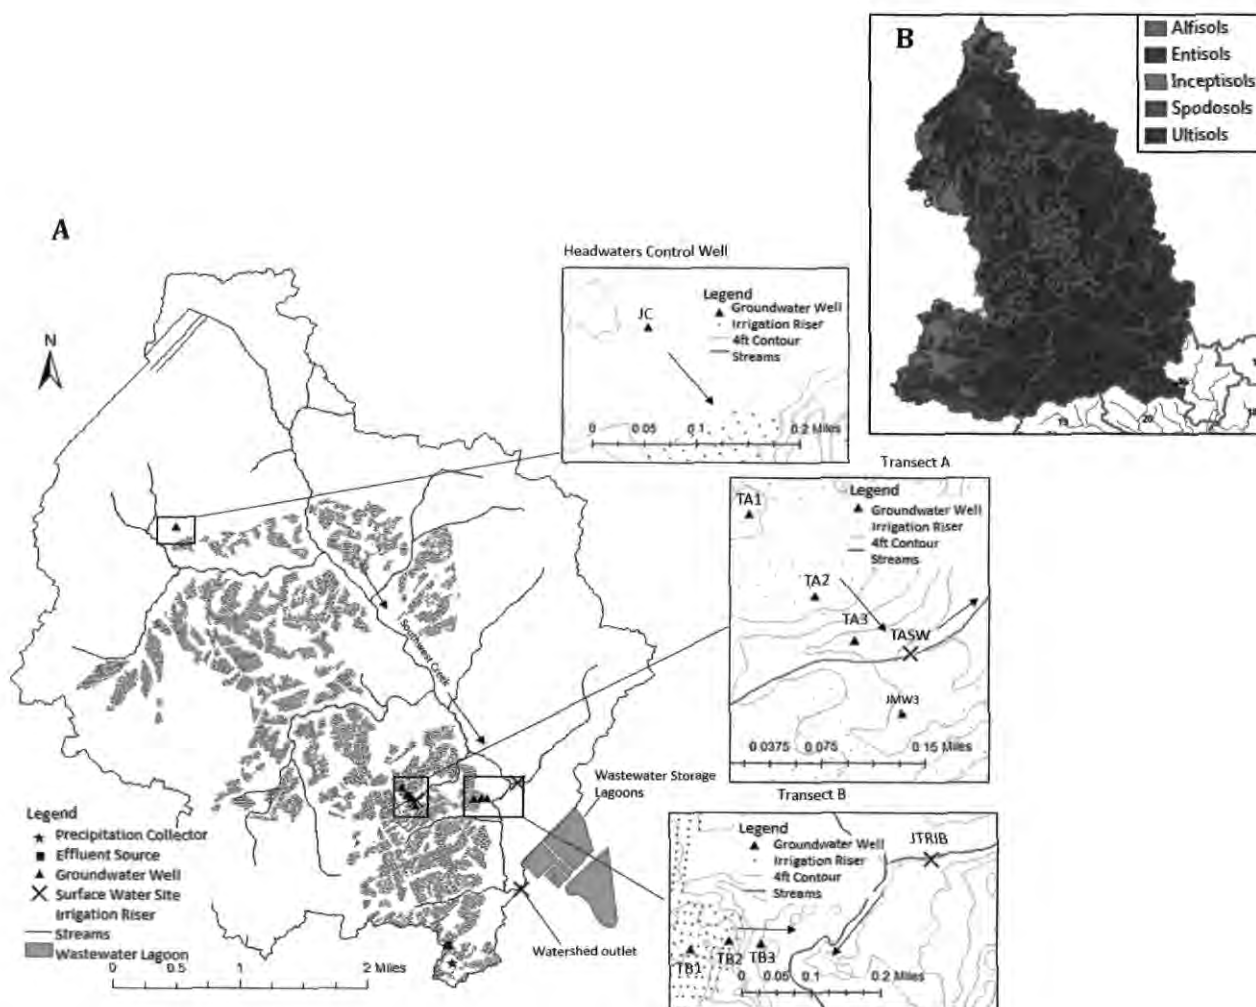 B
Alfisols
Entisols
Inceptisols
Spodosols
Ultisols
19
20
A
N
Headwaters Control Well
JC
Legend
Groundwater Well
Irrigation Riser
4ft Contour
Streams
0 0.05 0.1 0.2 Miles
Transect A
TA1
TA2
TA3
TASW
JMW3
Legend
Groundwater Well
Irrigation Riser
4ft Contour
Streams
0.0375 0.075 0.15 Miles
Southwest Creek
Wastewater Storage
Lagoons
Watershed outlet
Transect B
Legend
Groundwater Well
Irrigation Riser
4ft Contour
Streams
JTRIB
TB1
TB2
TB3
0 0.05 0.1 0.2 Miles
Legend
Precipitation Collector
Effluent Source
Groundwater Well
Surface Water Site
Irrigation Riser
Streams
Wastewater Lagoon
0 0.5 1 2 Miles